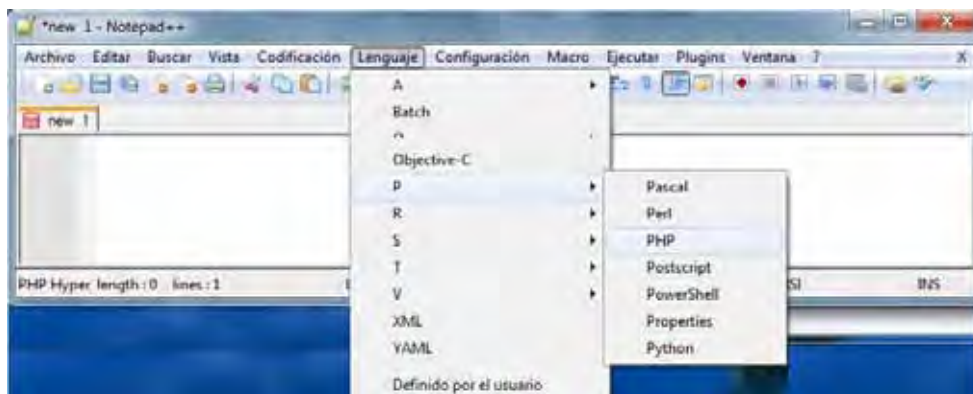 *new 1 - Notepad++
Archivo Editar Buscar Vista Codificación Lenguaje Configuración Macro Ejecutar Plugins Ventana ? X
new 1
A
Batch
Objective-C
P
R
S
T
V
XML
YAML
Definido por el usuario
Pascal
Perl
PHP
Postscript
PowerShell
Properties
Python
PHP Hyper length : 0 lines : 1
INS